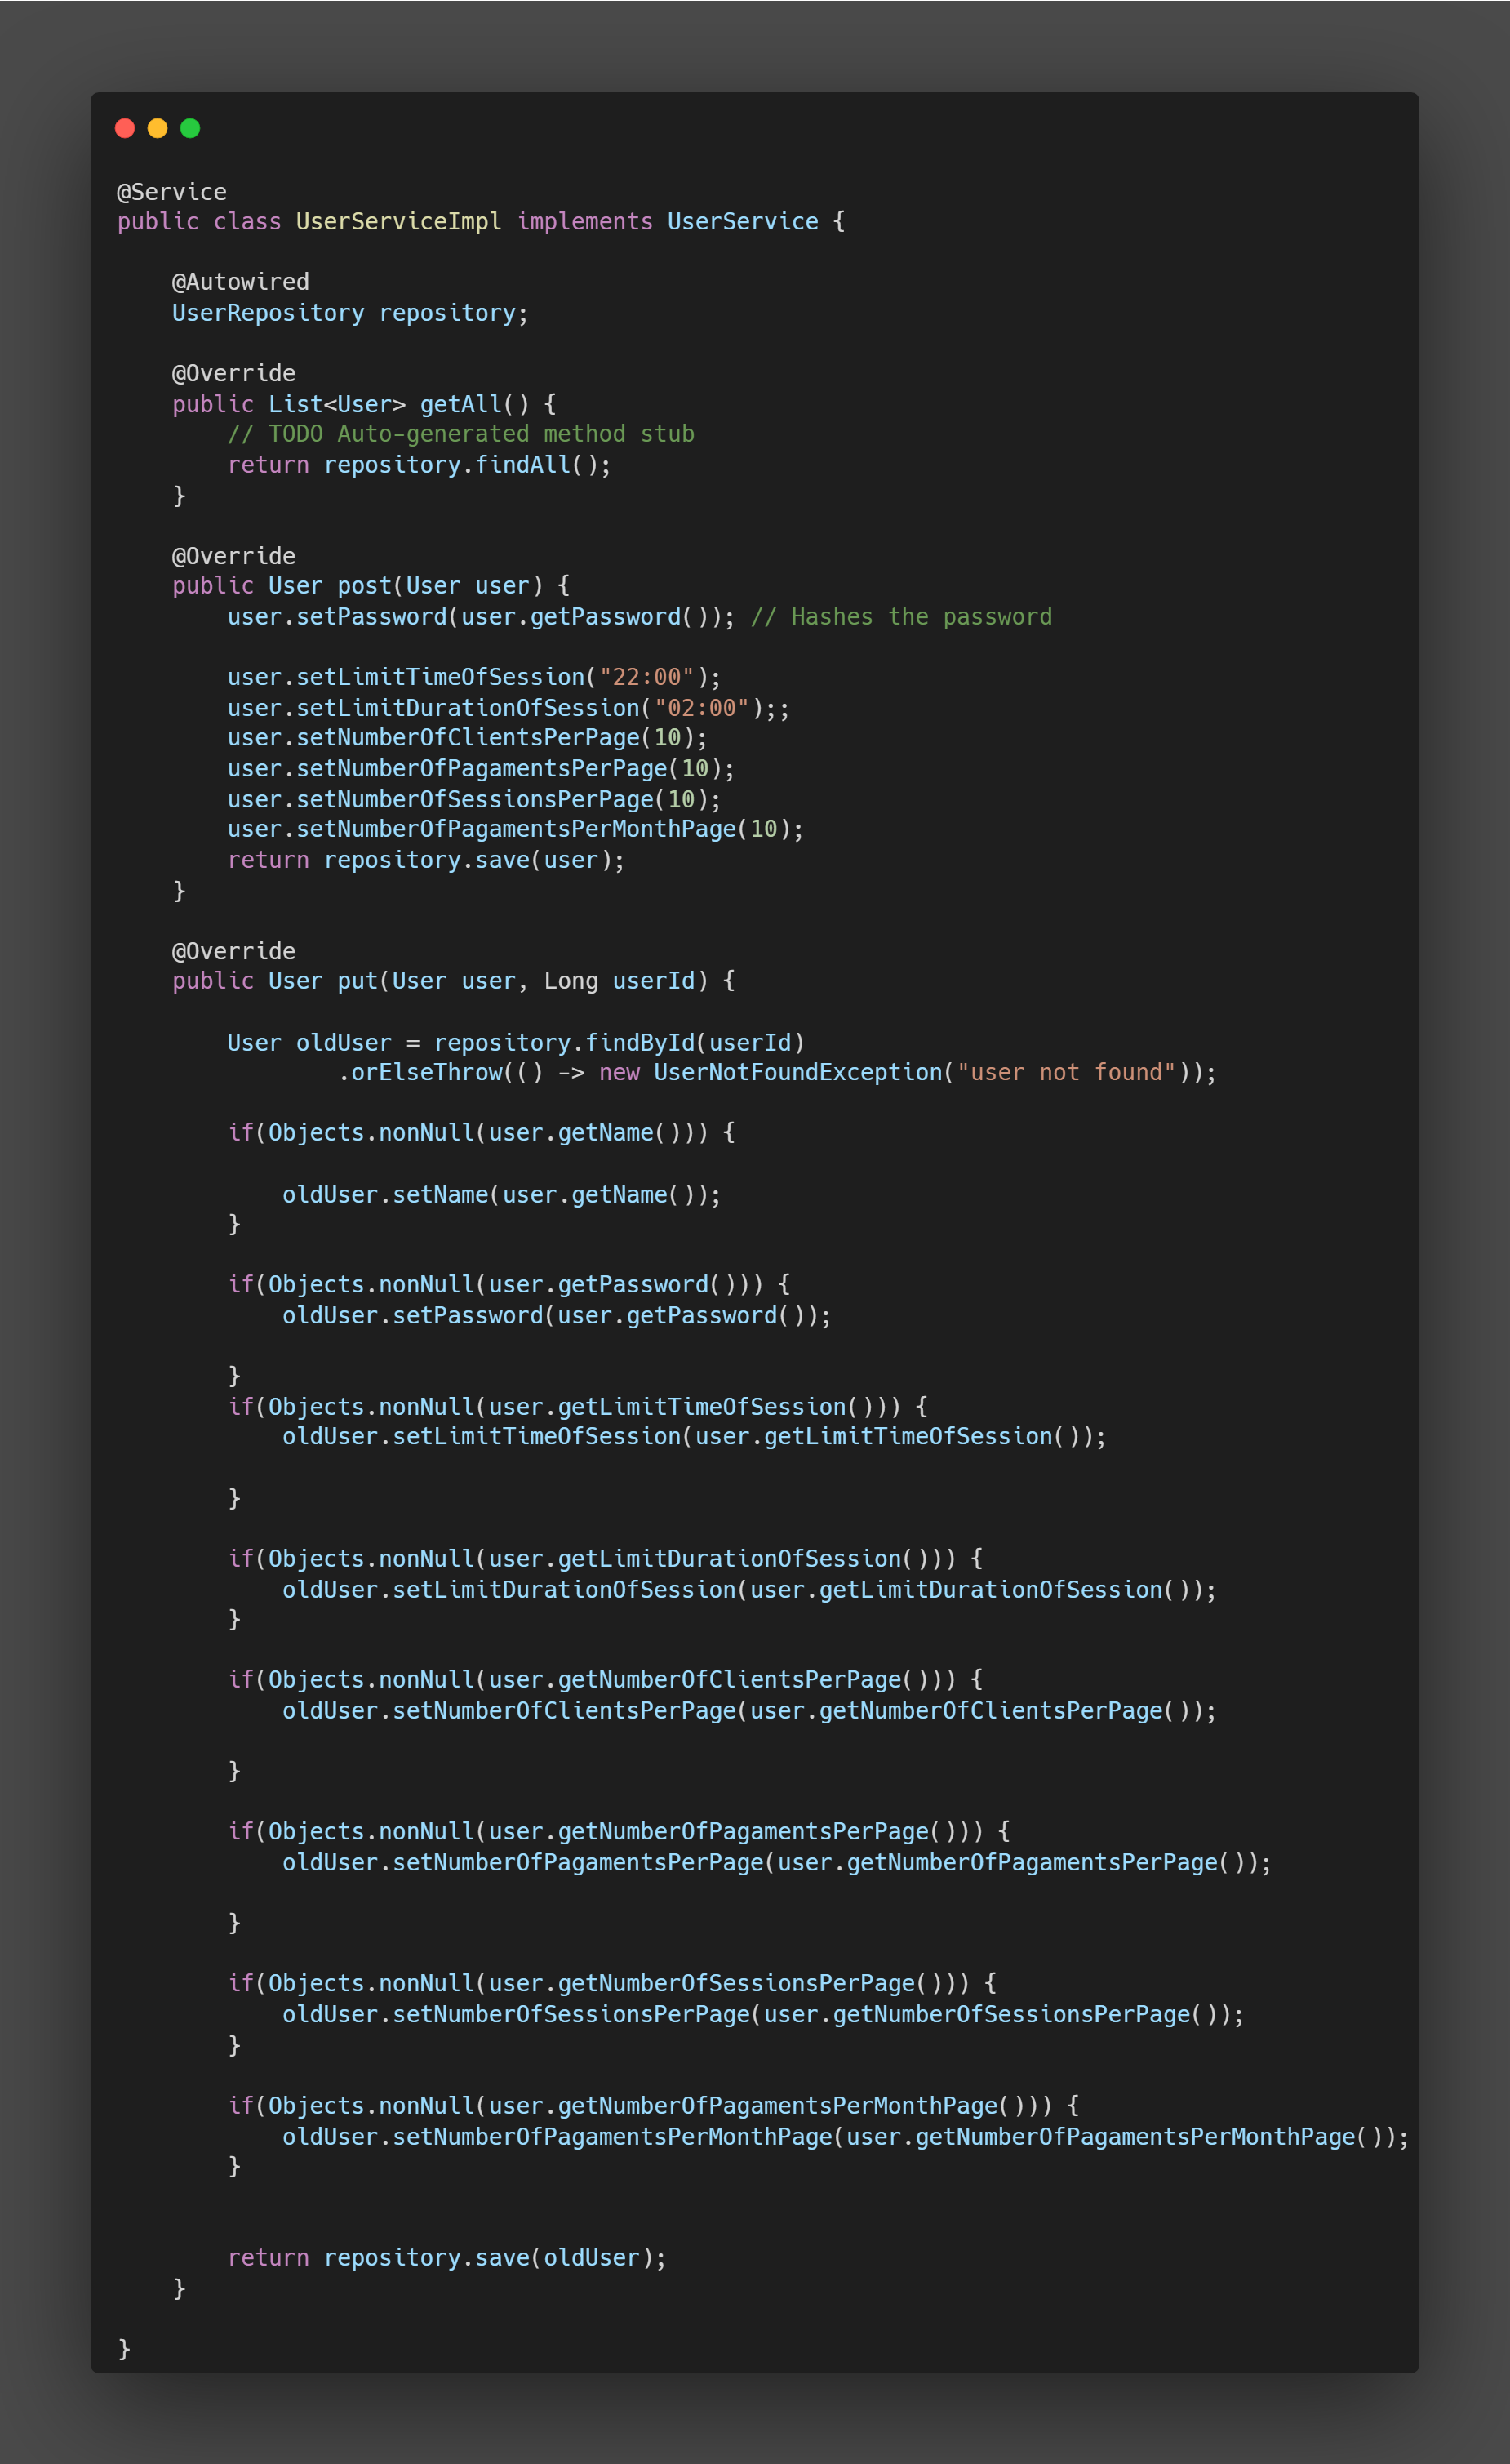 @Service
public class UserServiceImpl implements UserService {
@Autowired
UserRepository repository;
@Override
public List<User> getAll() {
// TODO Auto-generated method stub
return repository.findAll();
}
@Override
public User post(User user) {
user.setPassword(user.getPassword()); // Hashes the password
user.setLimitTimeOfSession("22:00");
user.setLimitDurationOfSession("02:00");;
user.setNumberOfClientsPerPage(10);
user.setNumberOfPagamentsPerPage(10);
user.setNumberOfSessionsPerPage(10);
user.setNumberOfPagamentsPerMonthPage(10);
return repository.save(user);
}
@Override
public User put(User user, Long userId) {
User oldUser = repository.findById(userId)
.orElseThrow(() -> new UserNotFoundException("user not found"));
if(Objects.nonNull(user.getName())) {
oldUser.setName(user.getName());
}
if(Objects.nonNull(user.getPassword())) {
oldUser.setPassword(user.getPassword());
}
if(Objects.nonNull(user.getLimitTimeOfSession())) {
oldUser.setLimitTimeOfSession(user.getLimitTimeOfSession());
}
if(Objects.nonNull(user.getLimitDurationOfSession())) {
oldUser.setLimitDurationOfSession(user.getLimitDurationOfSession());
}
if(Objects.nonNull(user.getNumberOfClientsPerPage())) {
oldUser.setNumberOfClientsPerPage(user.getNumberOfClientsPerPage());
}
if(Objects.nonNull(user.getNumberOfPagamentsPerPage())) {
oldUser.setNumberOfPagamentsPerPage(user.getNumberOfPagamentsPerPage());
}
if(Objects.nonNull(user.getNumberOfSessionsPerPage())) {
oldUser.setNumberOfSessionsPerPage(user.getNumberOfSessionsPerPage());
}
if(Objects.nonNull(user.getNumberOfPagamentsPerMonthPage())) {
oldUser.setNumberOfPagamentsPerMonthPage(user.getNumberOfPagamentsPerMonthPage());
}
return repository.save(oldUser);
}
}